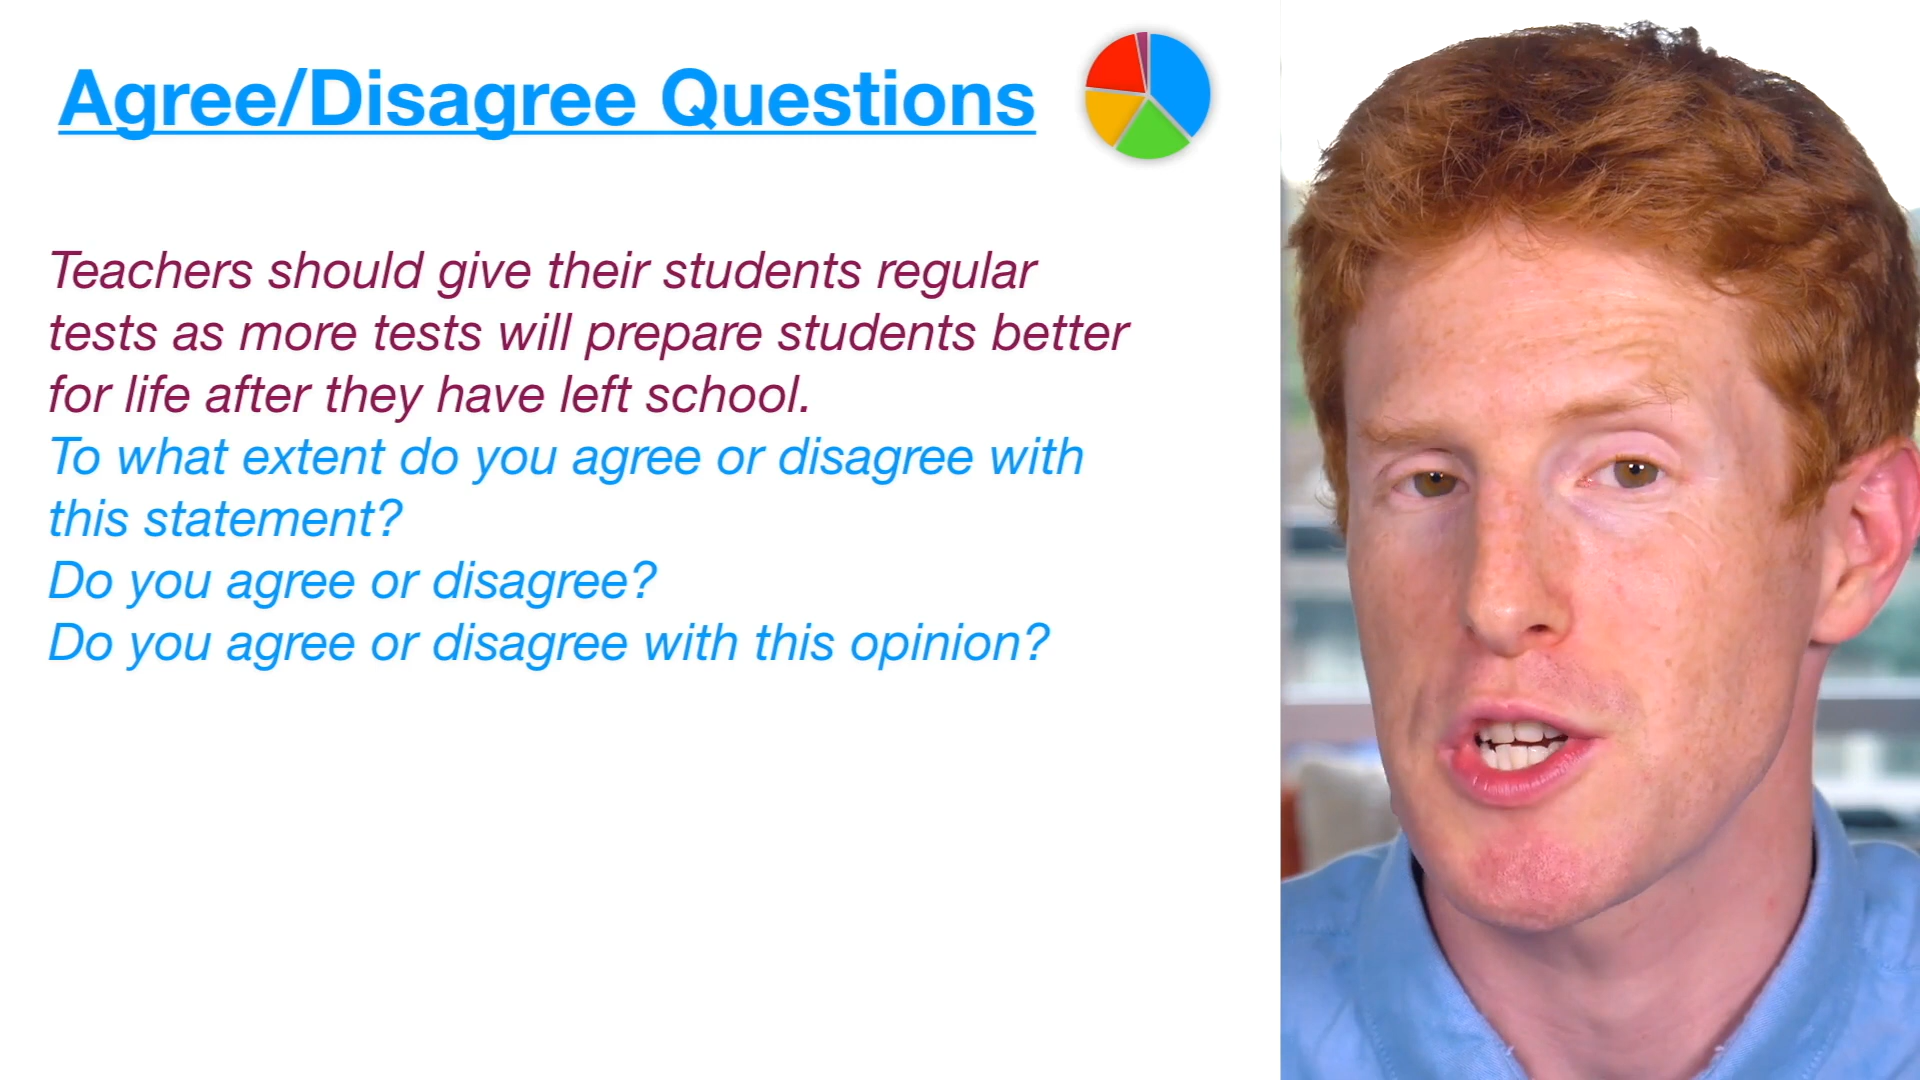 Agree/Disagree Questions
Teachers should give their students regular
tests as more tests will prepare students better
for life after they have left school.
To what extent do you agree or disagree with
this statement?
Do you agree or disagree?
Do you agree or disagree with this opinion?